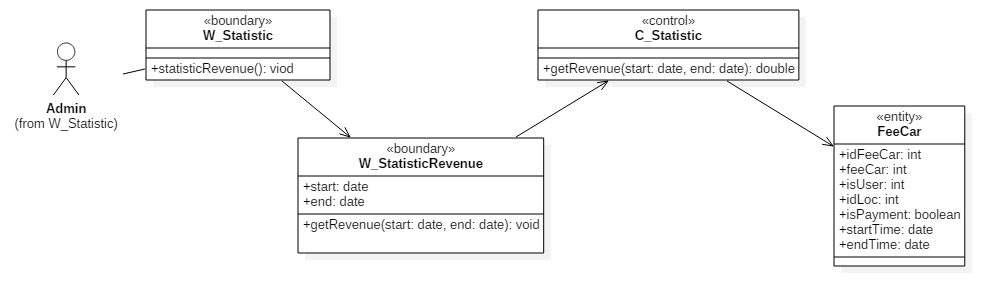 «boundary»
W_Statistic
+statisticRevenue(): viod
Admin
(from W_Statistic)
«boundary»
W_StatisticRevenue
+start: date
+end: date
+getRevenue(start: date, end: date): void
«control»
C_Statistic
+getRevenue(start: date, end: date): double
«entity»
FeeCar
+idFeeCar: int
+feeCar: int
+isUser: int
+idLoc: int
+isPayment: boolean
+startTime: date
+endTime: date